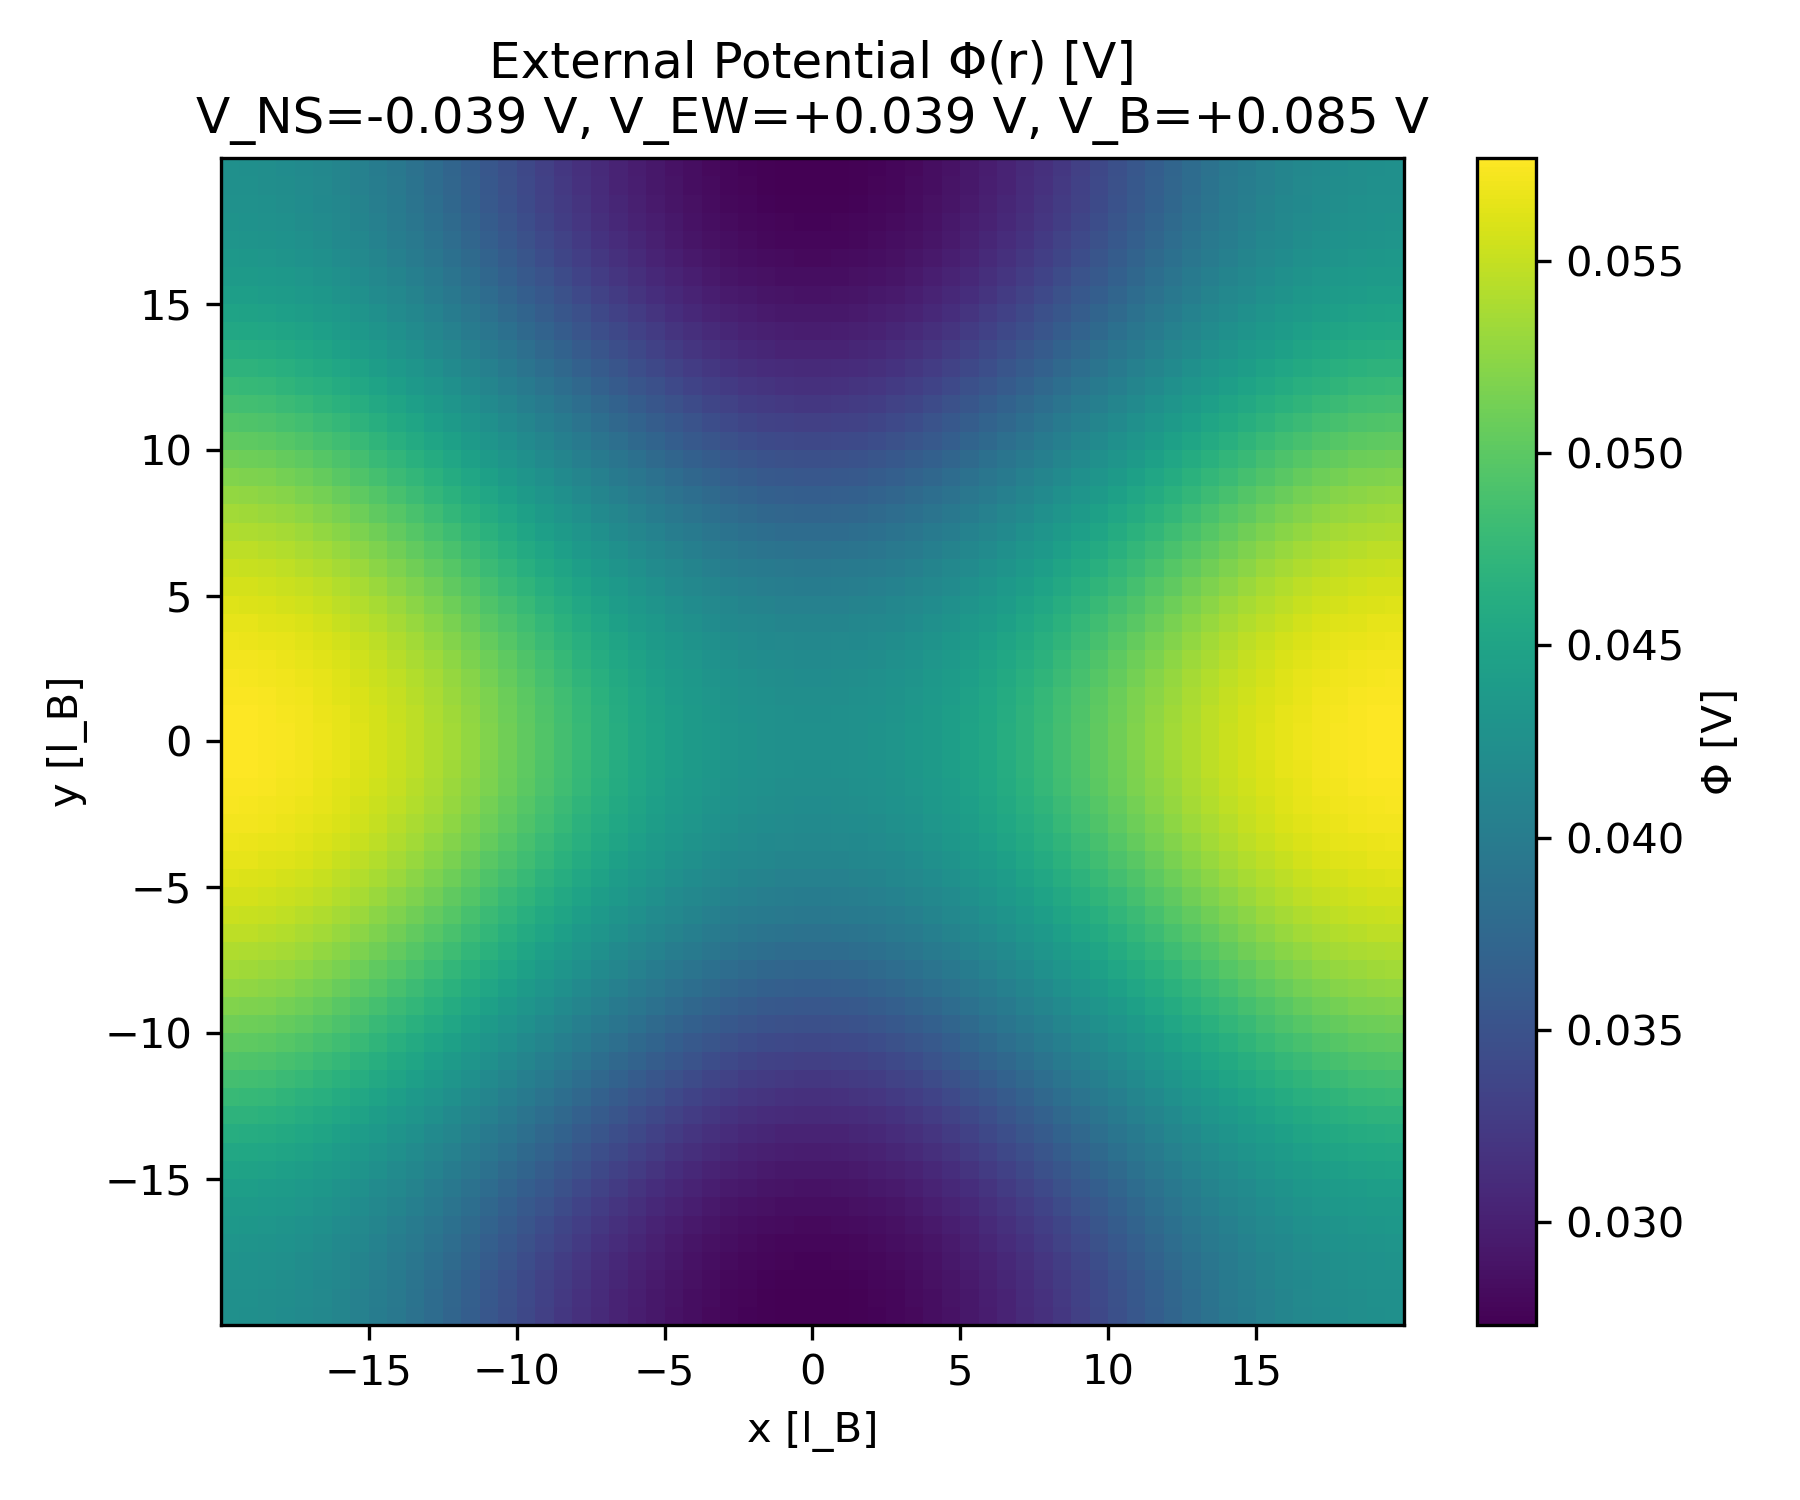 External Potential Φ(r) [V]
V_NS=-0.039 V, V_EW=+0.039 V, V_B=+0.085 V
15
10
5
0
−5
−10
−15
y [l_B]
−15 −10 −5 0 5 10 15
x [l_B]
0.055
0.050
0.045
0.040
0.035
0.030
Φ [V]